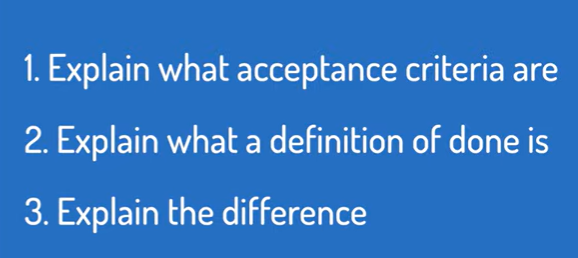 1. Explain what acceptance criteria are
2. Explain what a definition of done is
3. Explain the difference